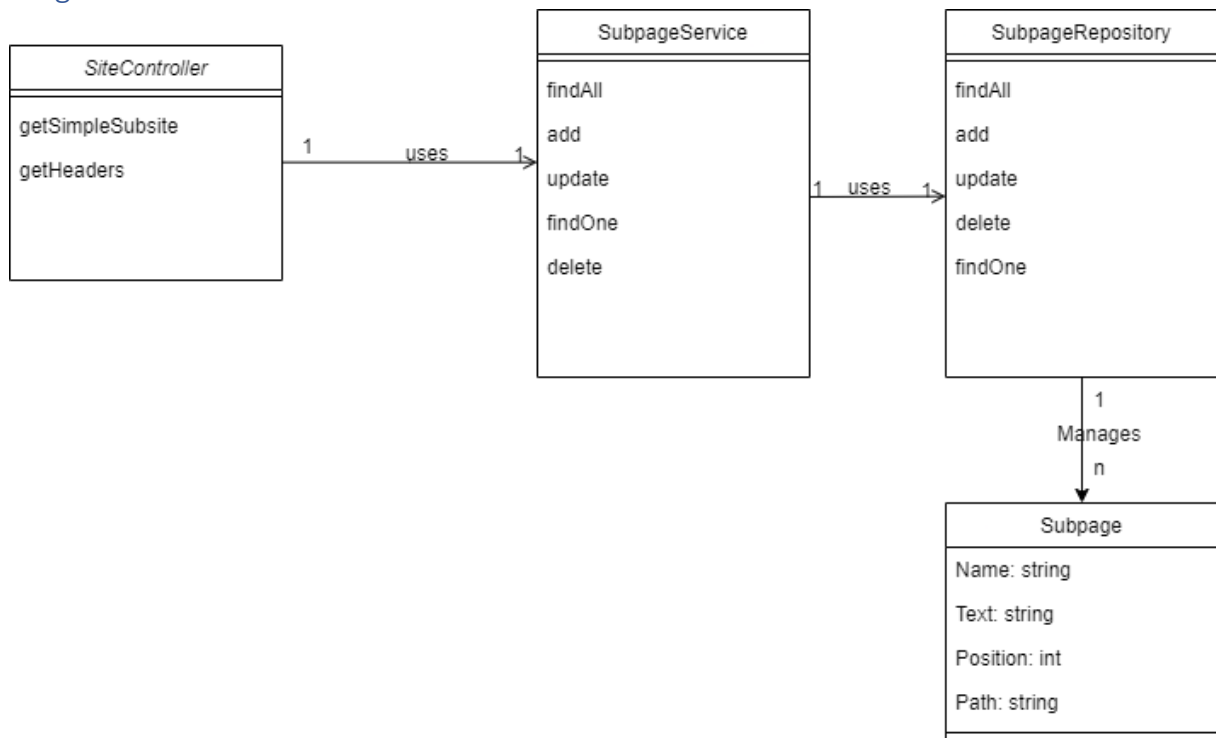 SiteController
getSimpleSubsite
getHeaders
1
uses
1
SubpageService
findAll
add
update
findOne
delete
1
uses
1
SubpageRepository
findAll
add
update
delete
findOne
1
Manages
n
Subpage
Name: string
Text: string
Position: int
Path: string